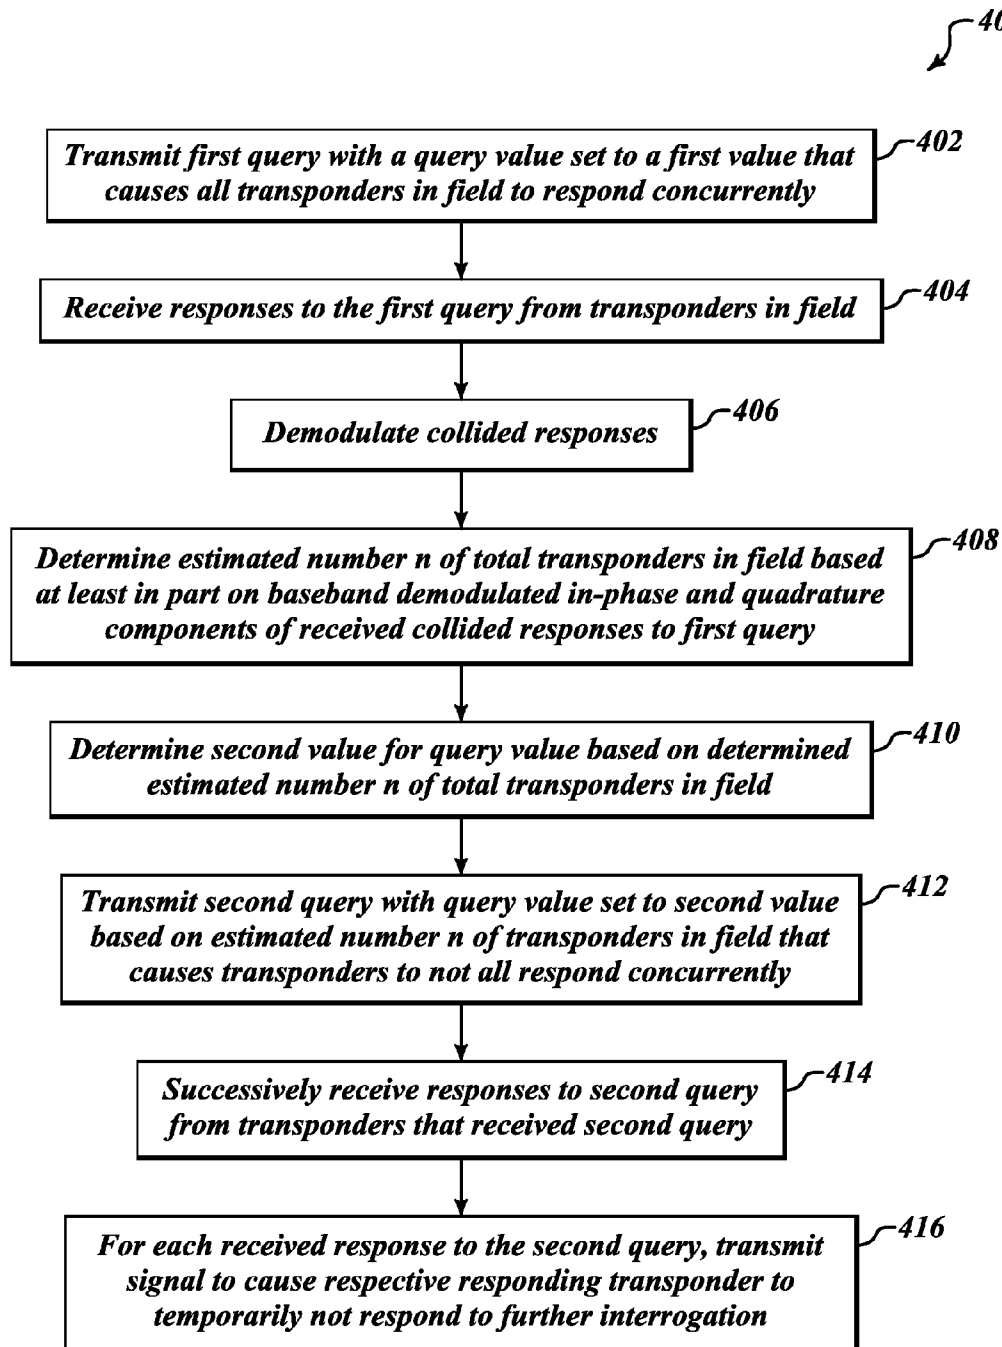 40
Transmit first query with a query value set to a first value that
causes all transponders in field to respond concurrently
402
Receive responses to the first query from transponders in field
404
Demodulate collided responses
406
Determine estimated number n of total transponders in field based
at least in part on baseband demodulated in-phase and quadrature
components of received collided responses to first query
408
Determine second value for query value based on determined
estimated number n of total transponders in field
410
Transmit second query with query value set to second value
based on estimated number n of transponders in field that
causes transponders to not all respond concurrently
412
Successively receive responses to second query
from transponders that received second query
414
For each received response to the second query, transmit
signal to cause respective responding transponder to
temporarily not respond to further interrogation
416